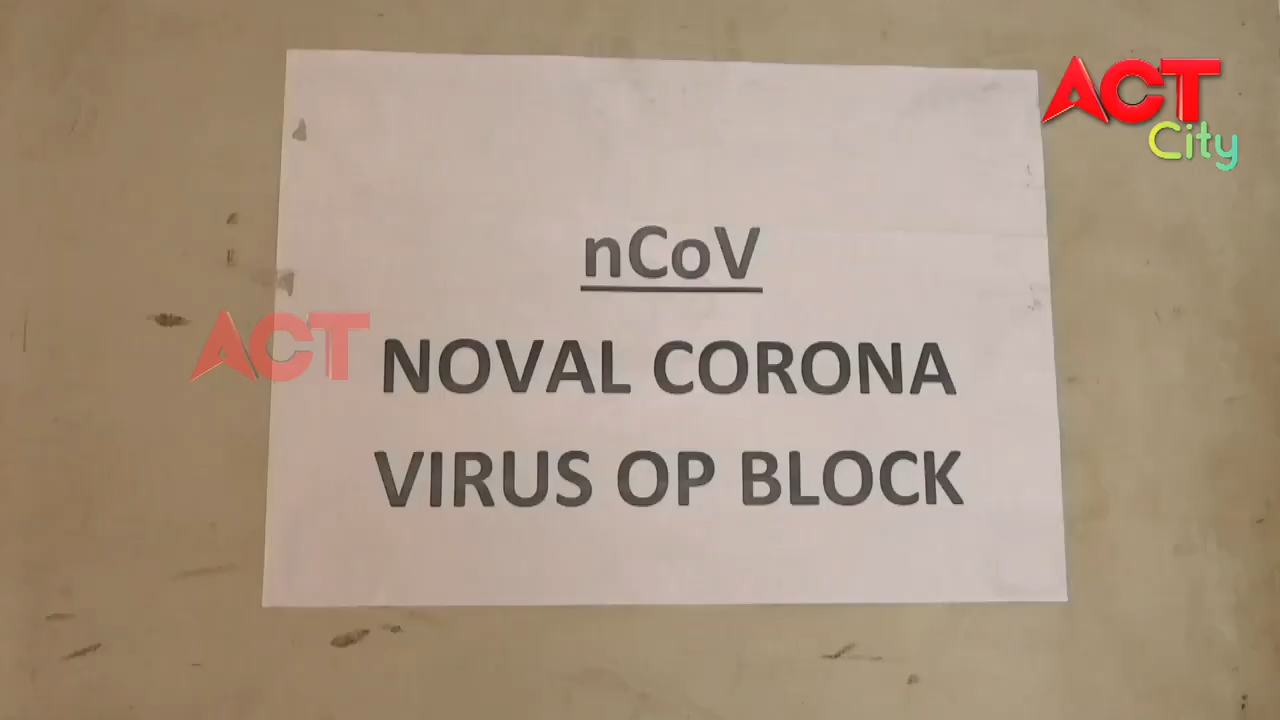 ACT
City
nCoV
ACT
NOVAL CORONA
VIRUS OP BLOCK